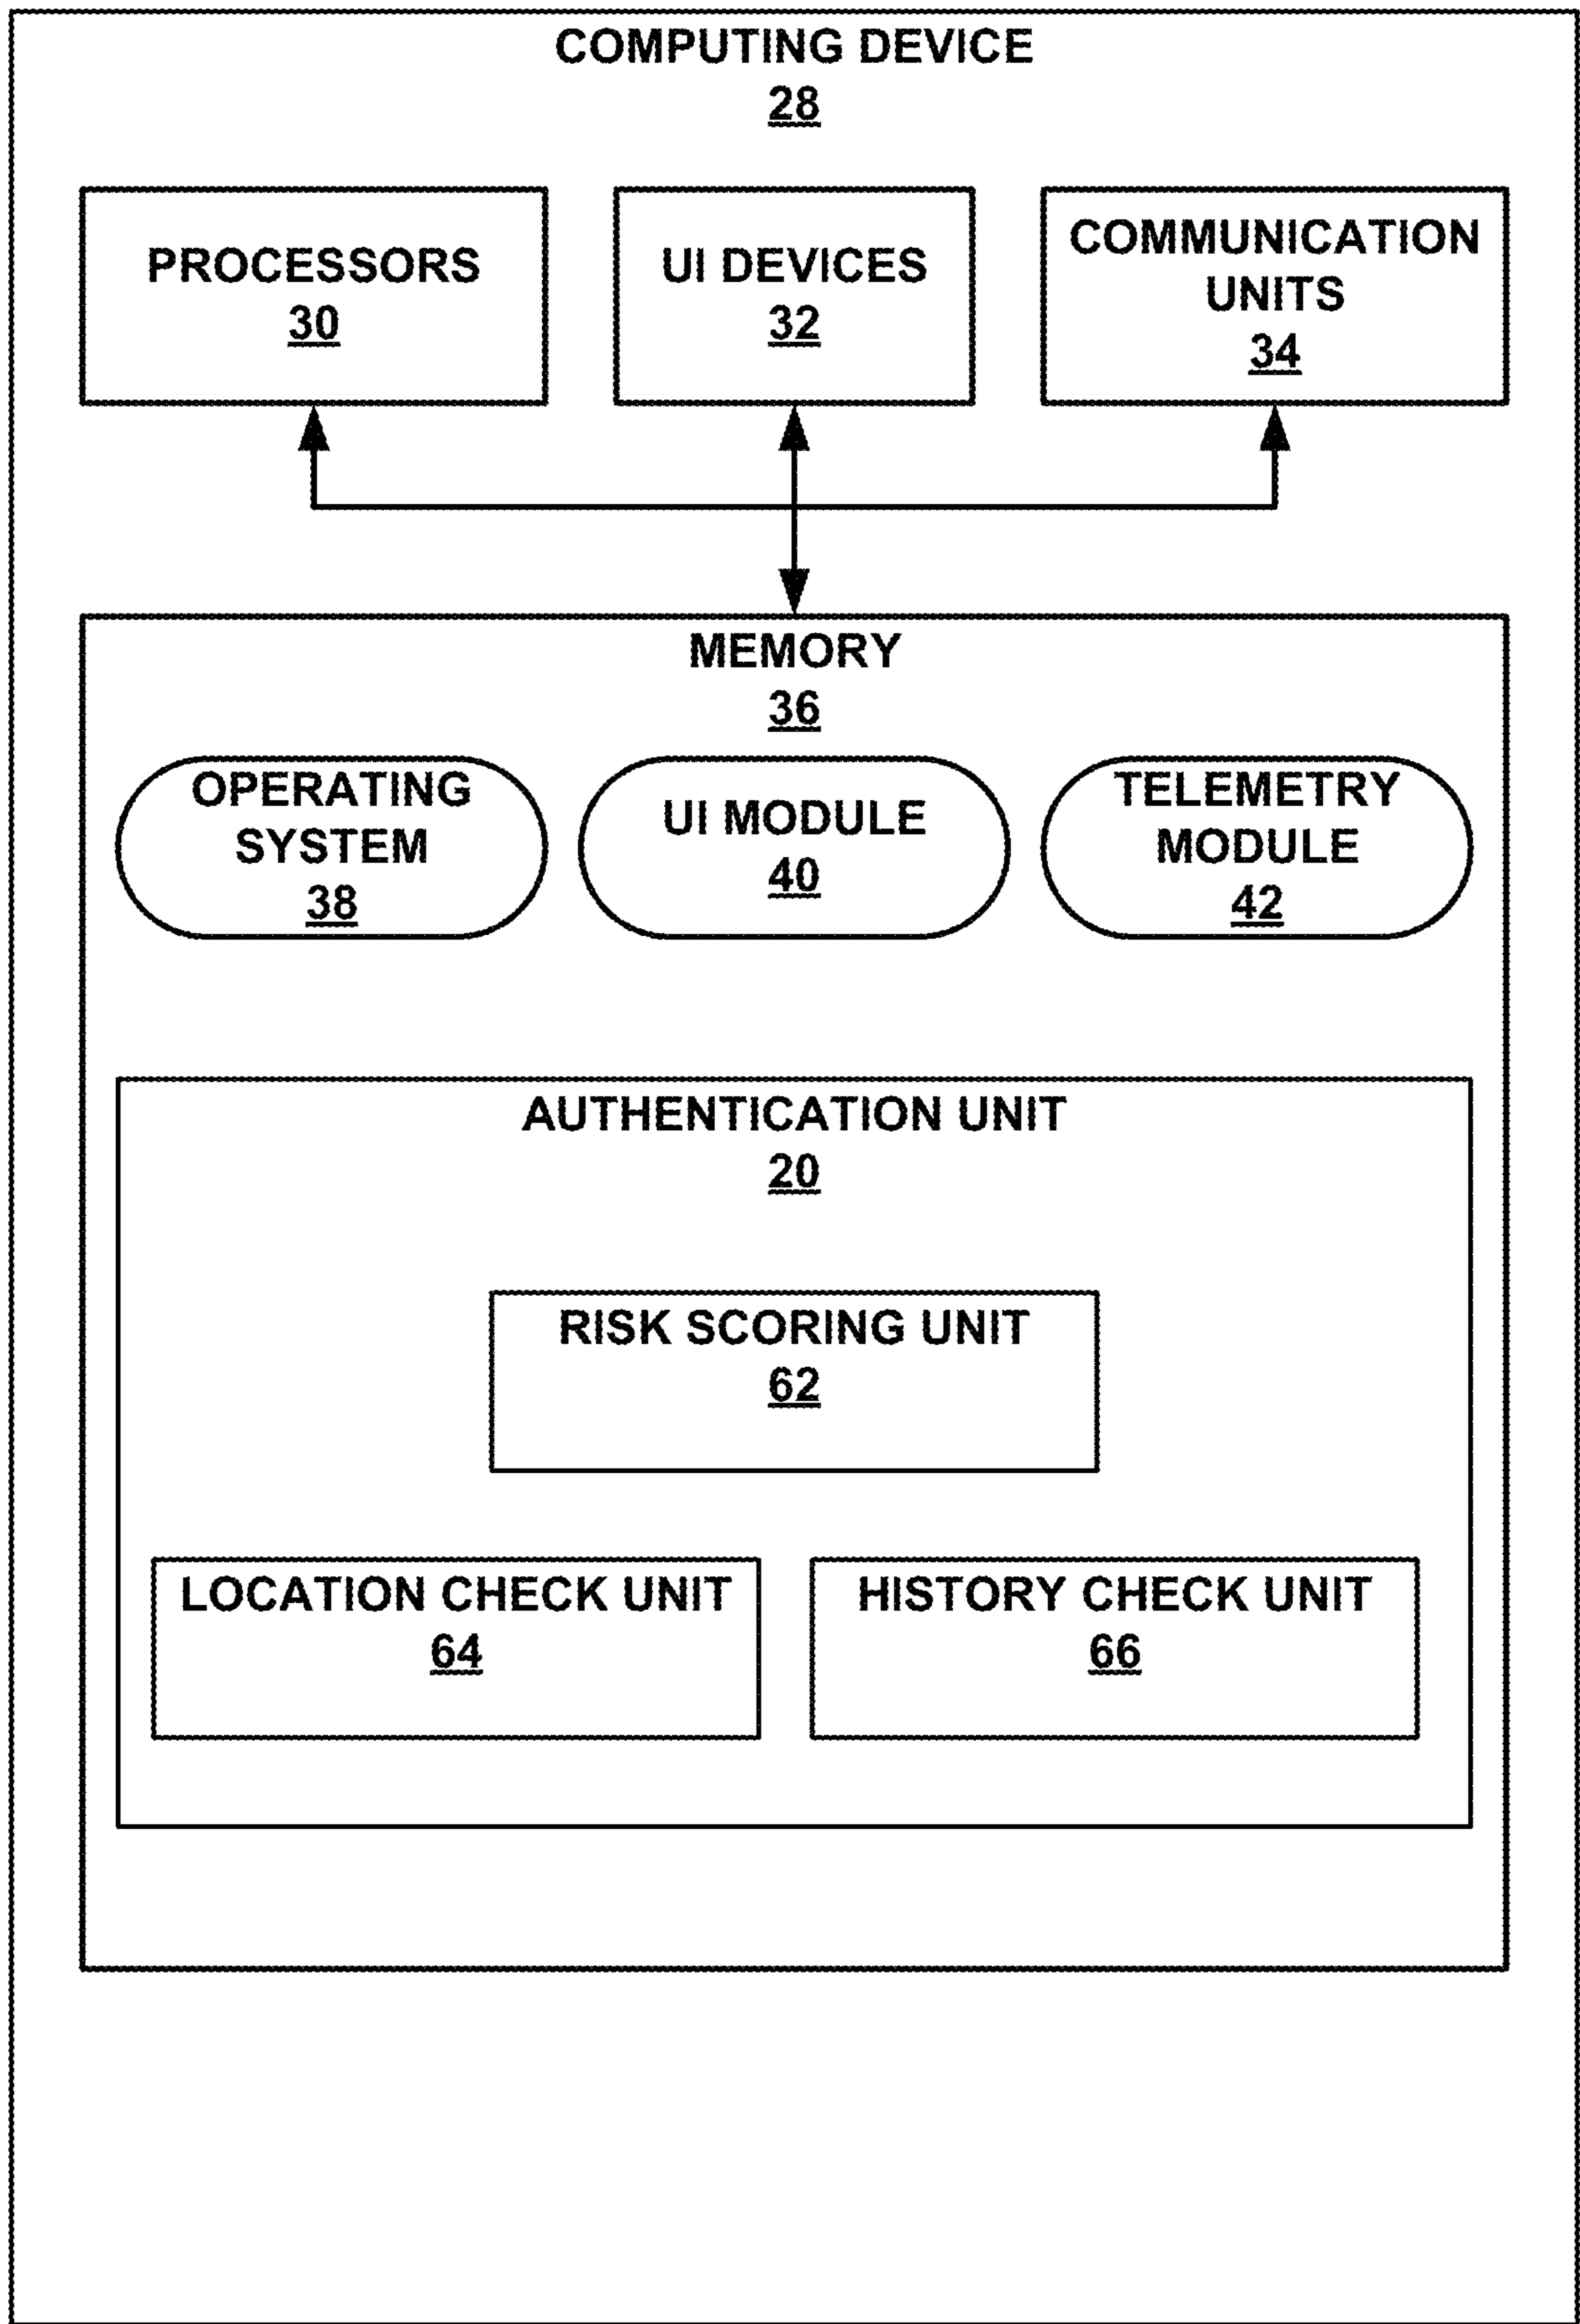 COMPUTING DEVICE
28
PROCESSORS
30
UI DEVICES
32
COMMUNICATION
UNITS
34
MEMORY
36
OPERATING
SYSTEM
38
UI MODULE
40
TELEMETRY
MODULE
42
AUTHENTICATION UNIT
20
RISK SCORING UNIT
62
LOCATION CHECK UNIT
64
HISTORY CHECK UNIT
66